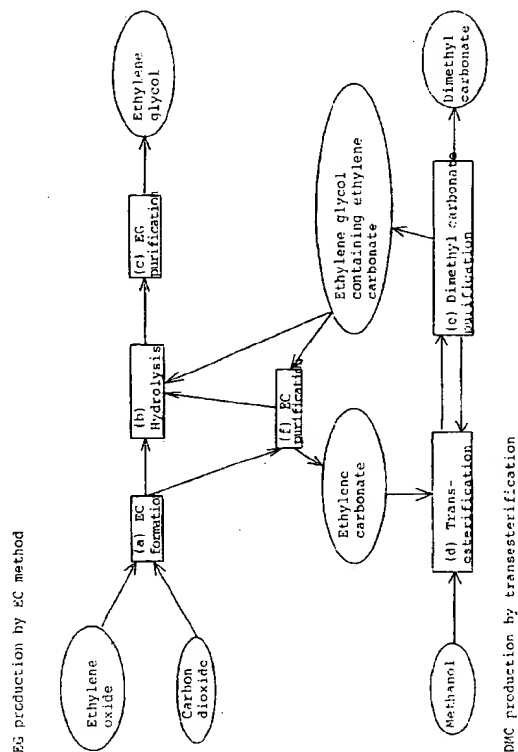 EG production by EC method
Ethylene
oxide
Carbon
dioxide
(a) EC
formation
(b)
Hydrolysis
(c) EG
purification
Ethylene
glycol
(f) EC
purification
Ethylene
carbonate
Ethylene glycol
containing ethylene
carbonate
Methanol
(d) Trans-
esterification
(e) Dimethyl carbonate
purification
Dimethyl
carbonate
DMC production by transesterification